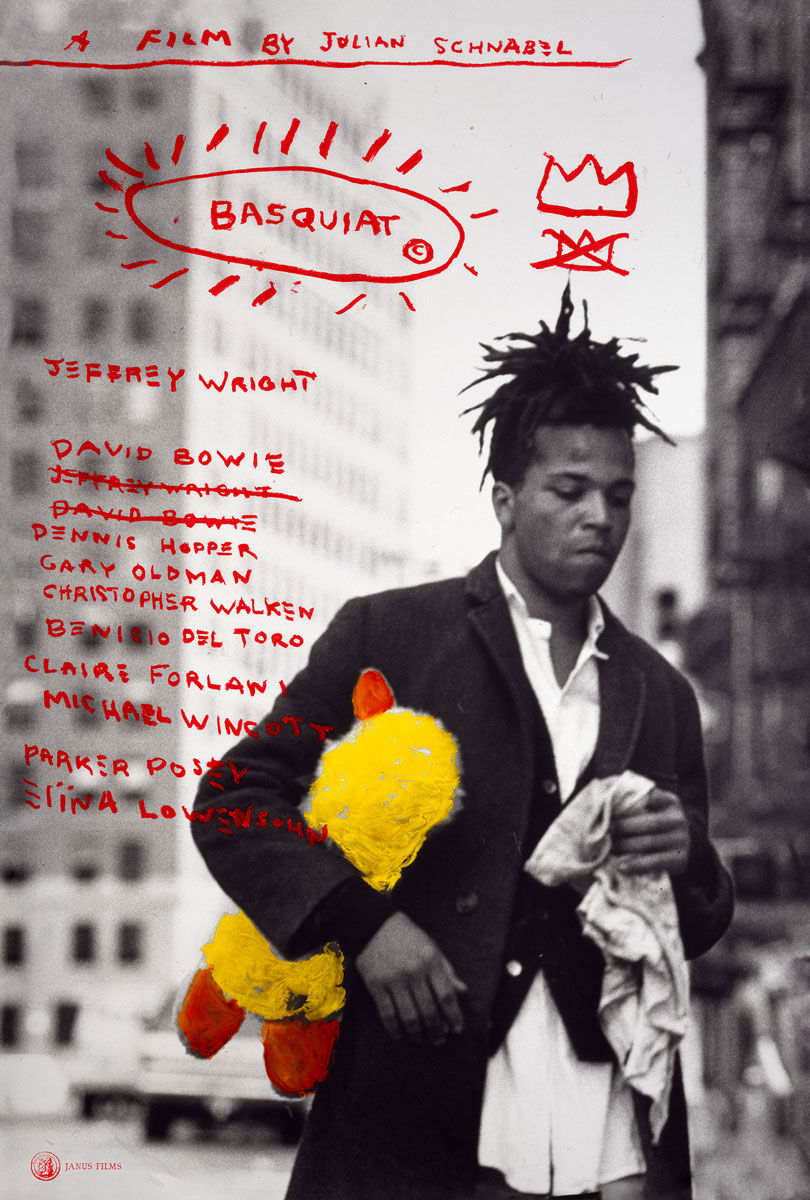 A FILM BY JULIAN SCHNABEL
BASQUIAT ©
JEFFREY WRIGHT
DAVID BOWIE
JEFFREY WRIGHT
DAVID BOWIE
DENNIS HOPPER
GARY OLDMAN
CHRISTOPHER WALKEN
BENICIO DEL TORO
CLAIRE FORLANI
MICHAEL WINCOTT
PARKER POSEY
ELINA LOWENSOHN
JANUS FILMS